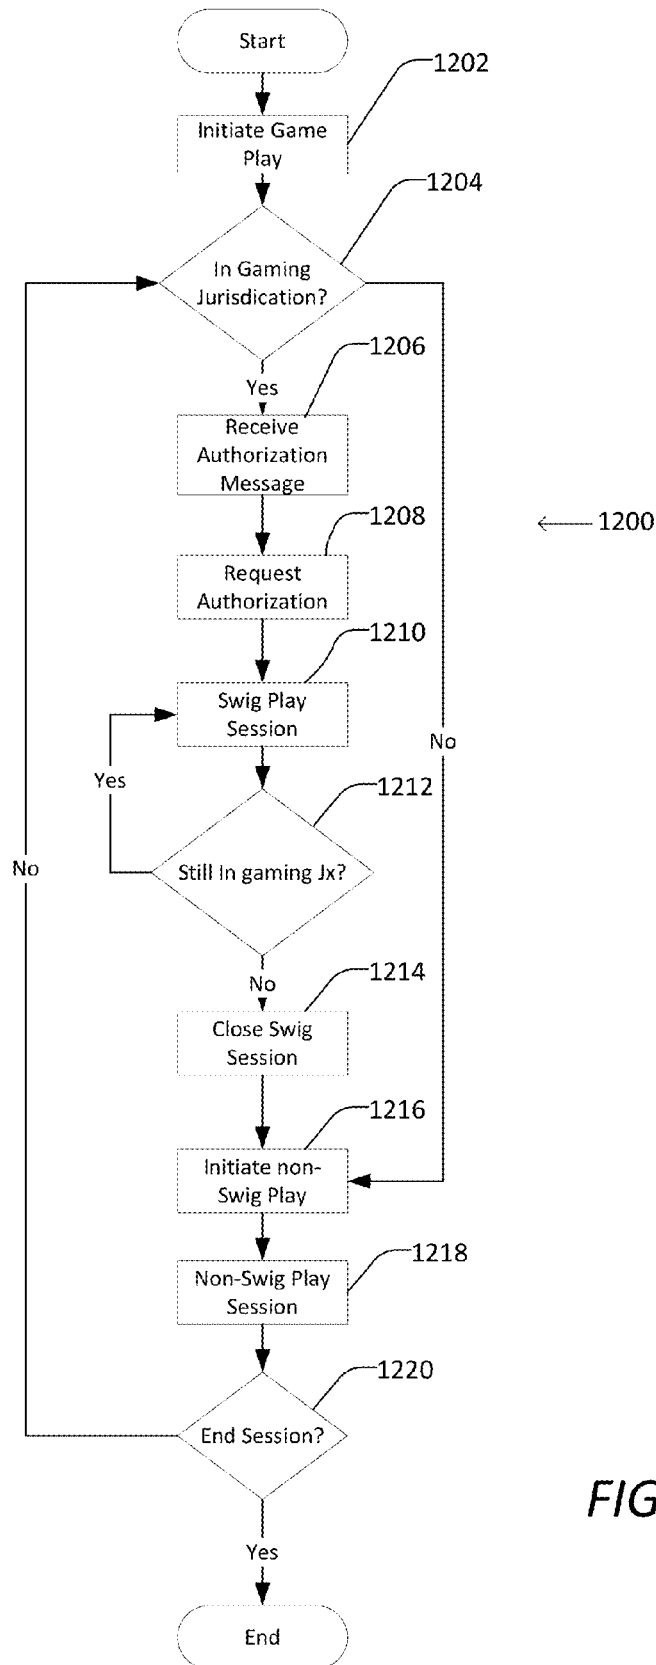 Start
1202
Initiate Game
Play
1204
In Gaming
Jurisdication?
1206
Yes
Receive
Authorization
Message
1208
1200
Request
Authorization
1210
Swig Play
Session
No
Yes
1212
No
Still In gaming Jx?
No
1214
Close Swig
Session
1216
Initiate non-
Swig Play
1218
Non-Swig Play
Session
1220
End Session?
FIG
Yes
End